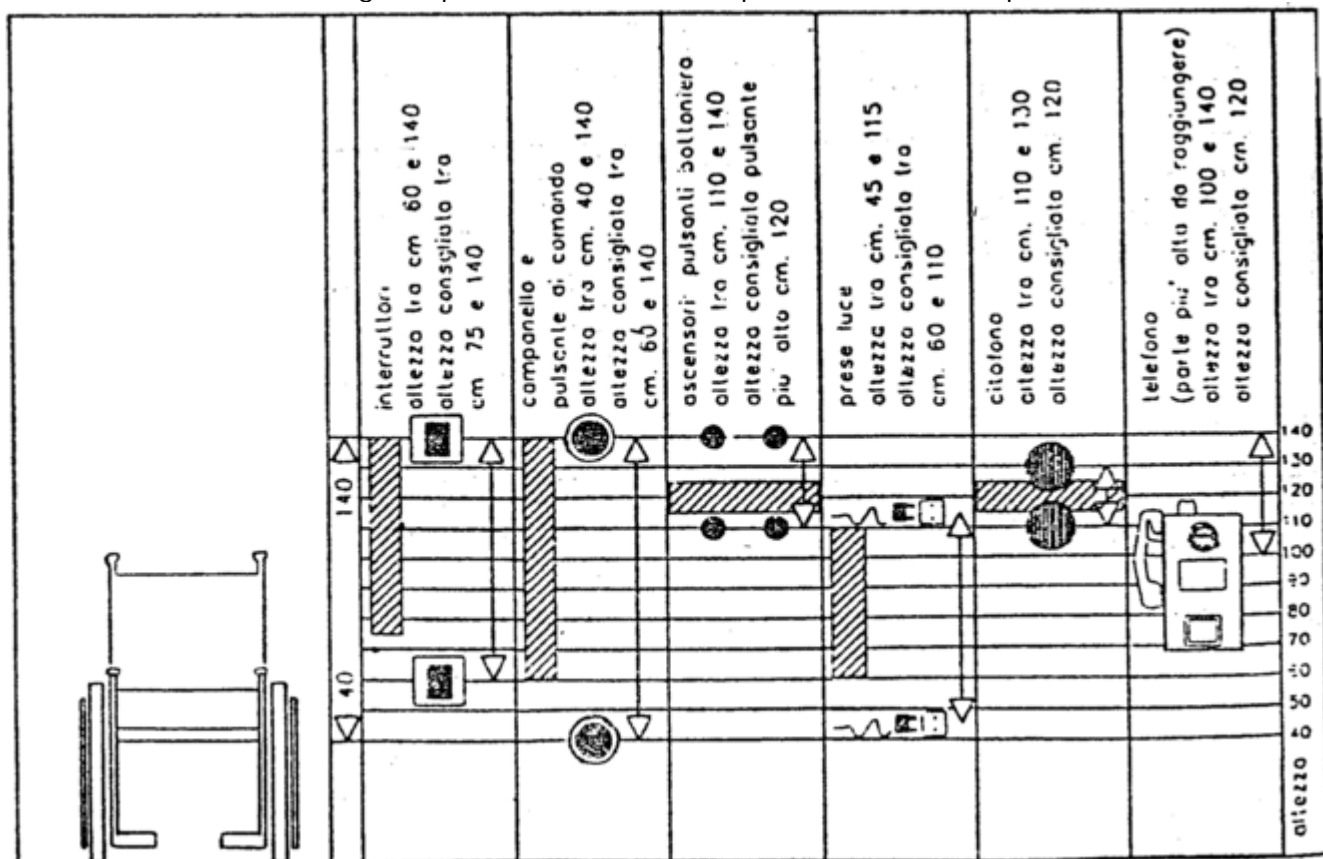 interruttori
altezza tra cm 60 e 140
altezza consigliata tra
cm 75 e 140
campanello e
pulsante di comando
altezza tra cm. 40 e 140
altezza consigliata tra
cm. 60 e 140
ascensori pulsanti bottoniera
altezza tra cm. 110 e 140
altezza consigliata pulsante
piu' alto cm. 120
prese luce
altezza tra cm. 45 e 115
altezza consigliata tra
cm. 60 e 110
citofono
altezza tra cm. 110 e 130
altezza consigliata cm. 120
telefono
(parte piu' alta da raggiungere)
altezza tra cm. 100 e 140
altezza consigliata cm. 120
140
40
140
130
120
110
100
90
80
70
60
50
40
altezza